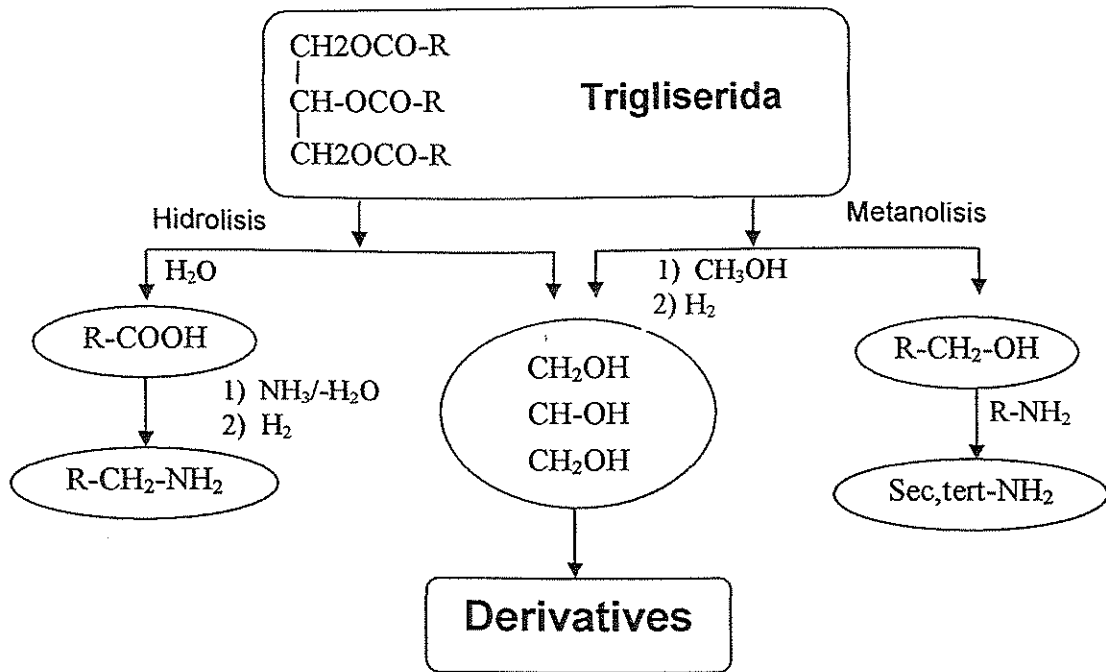 CH2OCO-R
CH-OCO-R
CH2OCO-R
Trigliserida
Hidrolisis
Metanolisis
H₂O
1) CH₃OH
2) H₂
R-COOH
CH₂OH
CH-OH
CH₂OH
R-CH₂-OH
1) NH₃/-H₂O
2) H₂
R-NH₂
R-CH₂-NH₂
Sec,tert-NH₂
Derivatives